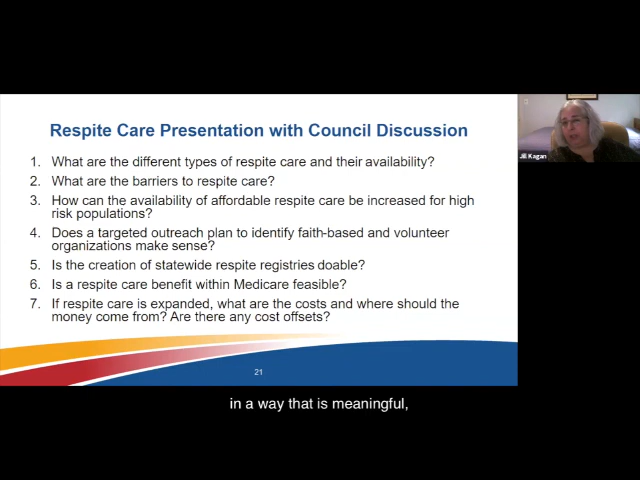 Respite Care Presentation with Council Discussion
Jill Kagan
1. What are the different types of respite care and their availability?
2. What are the barriers to respite care?
3. How can the availability of affordable respite care be increased for high
risk populations?
4. Does a targeted outreach plan to identify faith-based and volunteer
organizations make sense?
5. Is the creation of statewide respite registries doable?
6. Is a respite care benefit within Medicare feasible?
7. If respite care is expanded, what are the costs and where should the
money come from? Are there any cost offsets?
21
in a way that is meaningful,